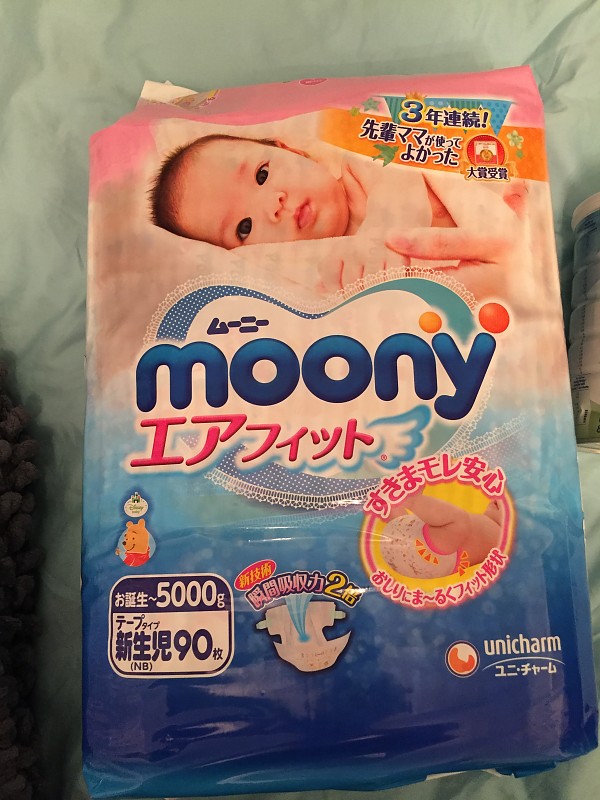 3年連続!
先輩ママが使って
よかった
大賞受賞
ムーニー
moony
エアフィット
®
すきまモレ安心
おしりにま〜るくフィット形状
Disney
お誕生~5000g
テープタイプ
新生児90枚
(NB)
新技術
瞬間吸収力2倍
unicharm
ユニ・チャーム